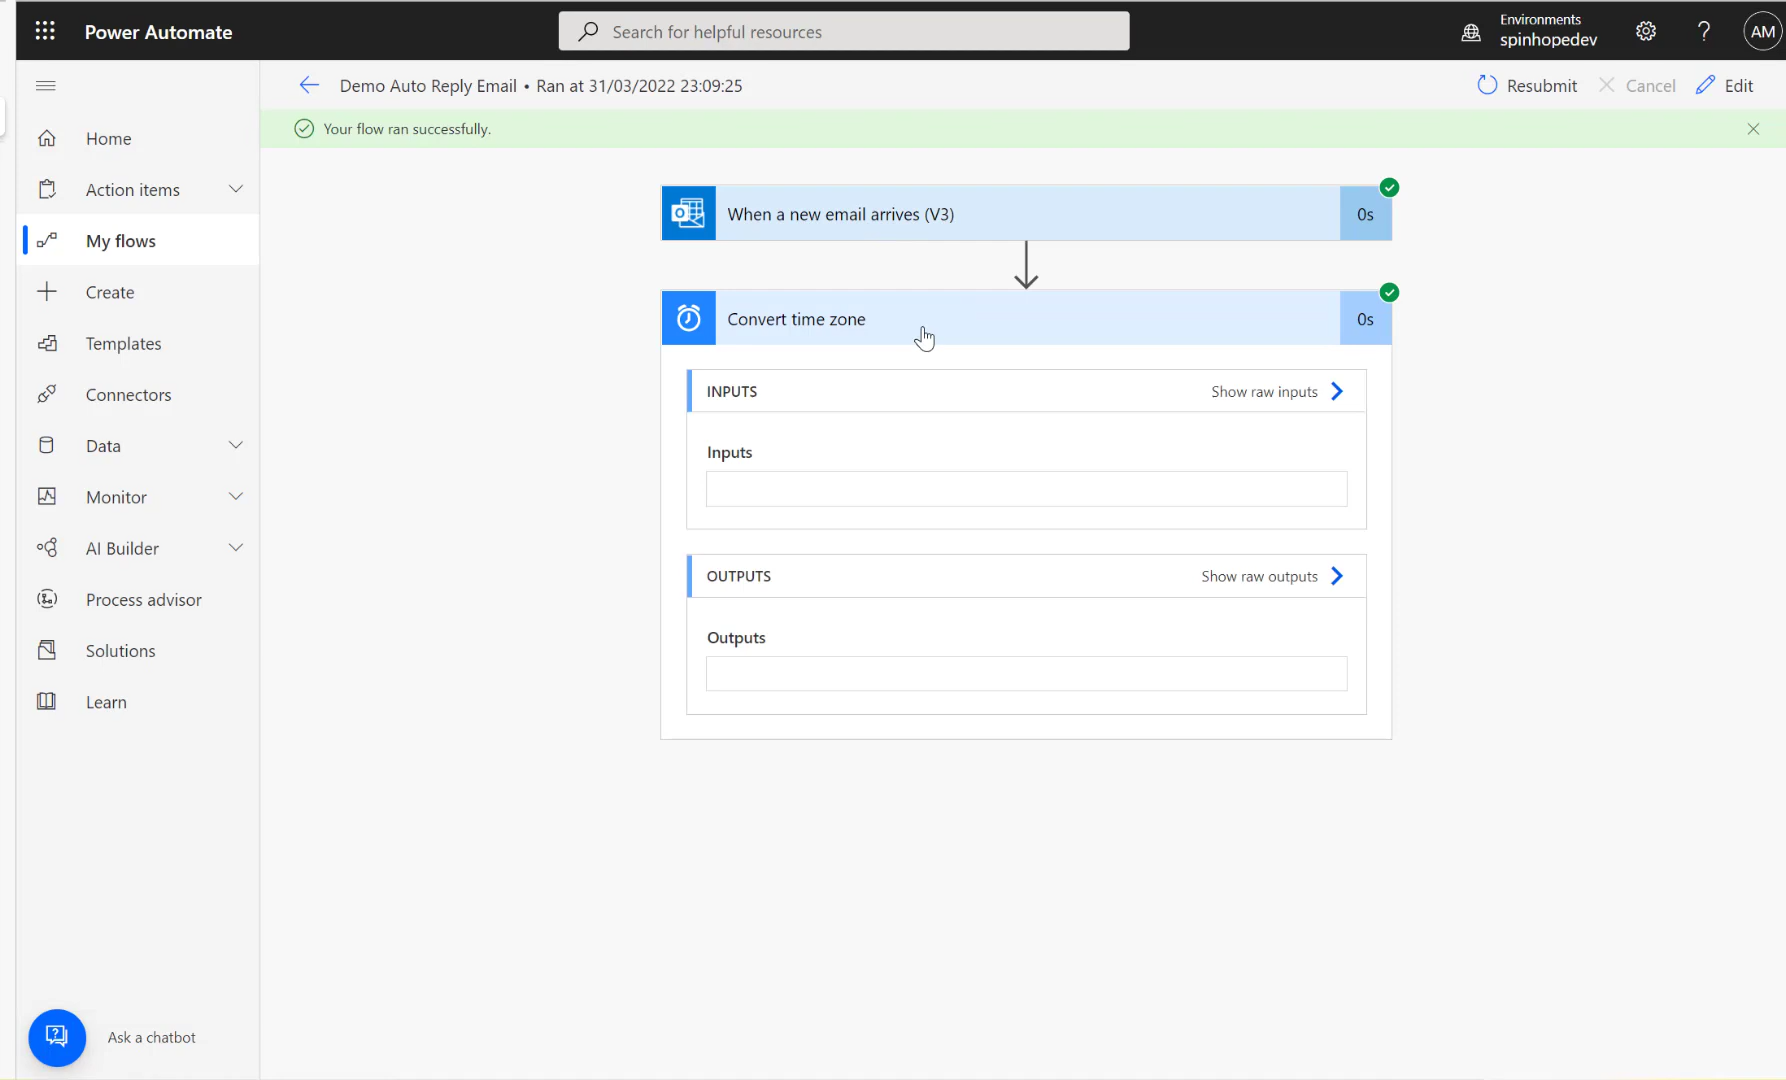 Power Automate
Search for helpful resources
Environments
spinhopedev
AM
Demo Auto Reply Email • Ran at 31/03/2022 23:09:25
Resubmit
Cancel
Edit
Your flow ran successfully.
Home
Action items
My flows
Create
Templates
Connectors
Data
Monitor
AI Builder
Process advisor
Solutions
Learn
Ask a chatbot
When a new email arrives (V3)
0s
Convert time zone
0s
INPUTS
Show raw inputs
Inputs
OUTPUTS
Show raw outputs
Outputs